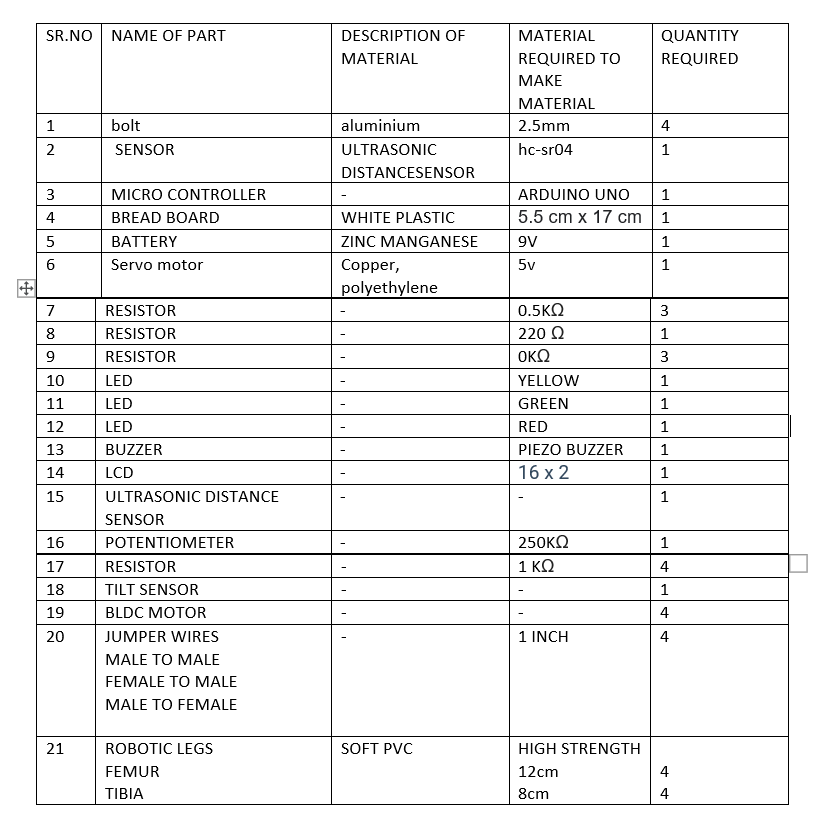 SR.NO NAME OF PART DESCRIPTION OF MATERIAL MATERIAL REQUIRED TO MAKE MATERIAL QUANTITY REQUIRED
1 bolt aluminium 2.5mm 4
2 SENSOR ULTRASONIC DISTANCESENSOR hc-sr04 1
3 MICRO CONTROLLER - ARDUINO UNO 1
4 BREAD BOARD WHITE PLASTIC 5.5 cm x 17 cm 1
5 BATTERY ZINC MANGANESE 9V 1
6 Servo motor Copper, polyethylene 5v 1
7 RESISTOR - 0.5KΩ 3
8 RESISTOR - 220 Ω 1
9 RESISTOR - 0KΩ 3
10 LED - YELLOW 1
11 LED - GREEN 1
12 LED - RED 1
13 BUZZER - PIEZO BUZZER 1
14 LCD - 16 x 2 1
15 ULTRASONIC DISTANCE SENSOR - - 1
16 POTENTIOMETER - 250KΩ 1
17 RESISTOR - 1 KΩ 4
18 TILT SENSOR - - 1
19 BLDC MOTOR - - 4
20 JUMPER WIRES - 1 INCH 4
MALE TO MALE
FEMALE TO MALE
MALE TO FEMALE
21 ROBOTIC LEGS SOFT PVC HIGH STRENGTH
FEMUR 12cm 4
TIBIA 8cm 4